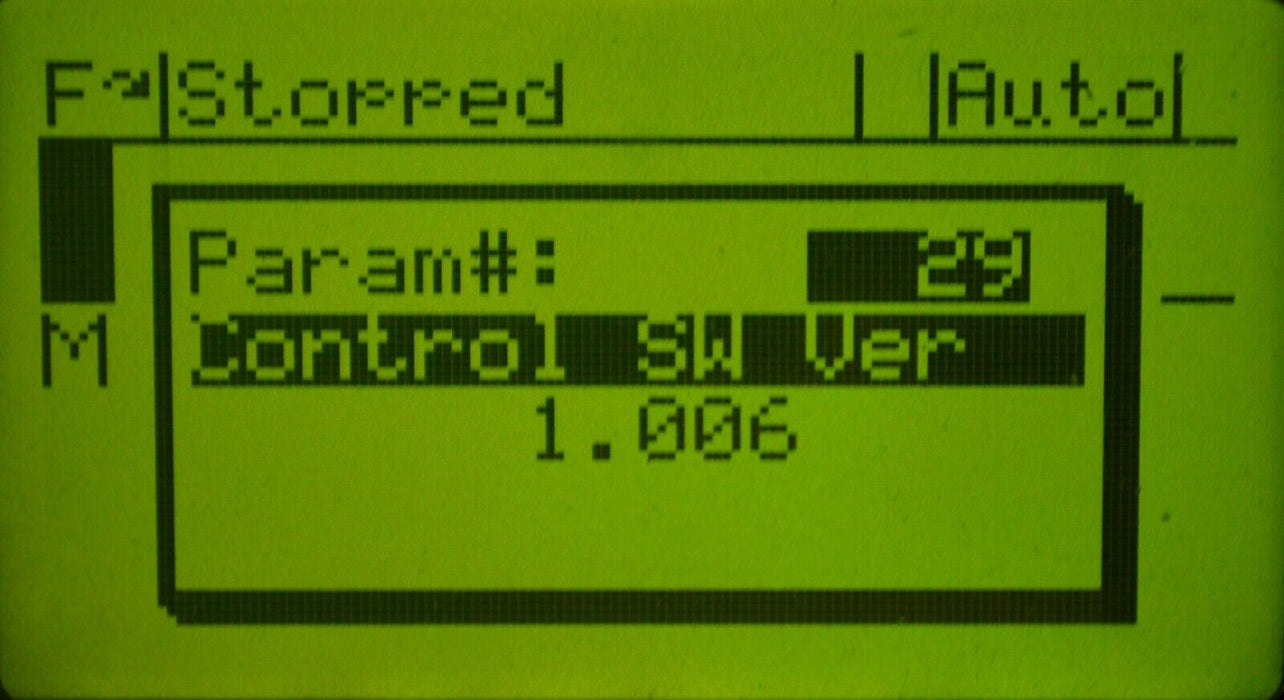 F Stopped Auto
Param#: 29
Control SW Ver
M
1.006